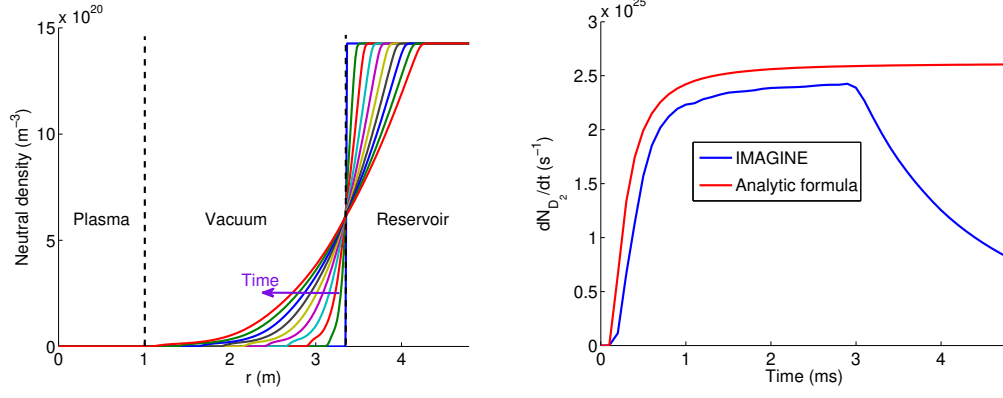 x 10^20
15
10
5
0
Neutral density (m^-3)
Plasma
Vacuum
Reservoir
Time
0 1 2 3 4
r (m)
x 10^25
3
2.5
2
1.5
1
0.5
0
dN_D_2/dt (s^-1)
IMAGINE
Analytic formula
0 1 2 3 4
Time (ms)